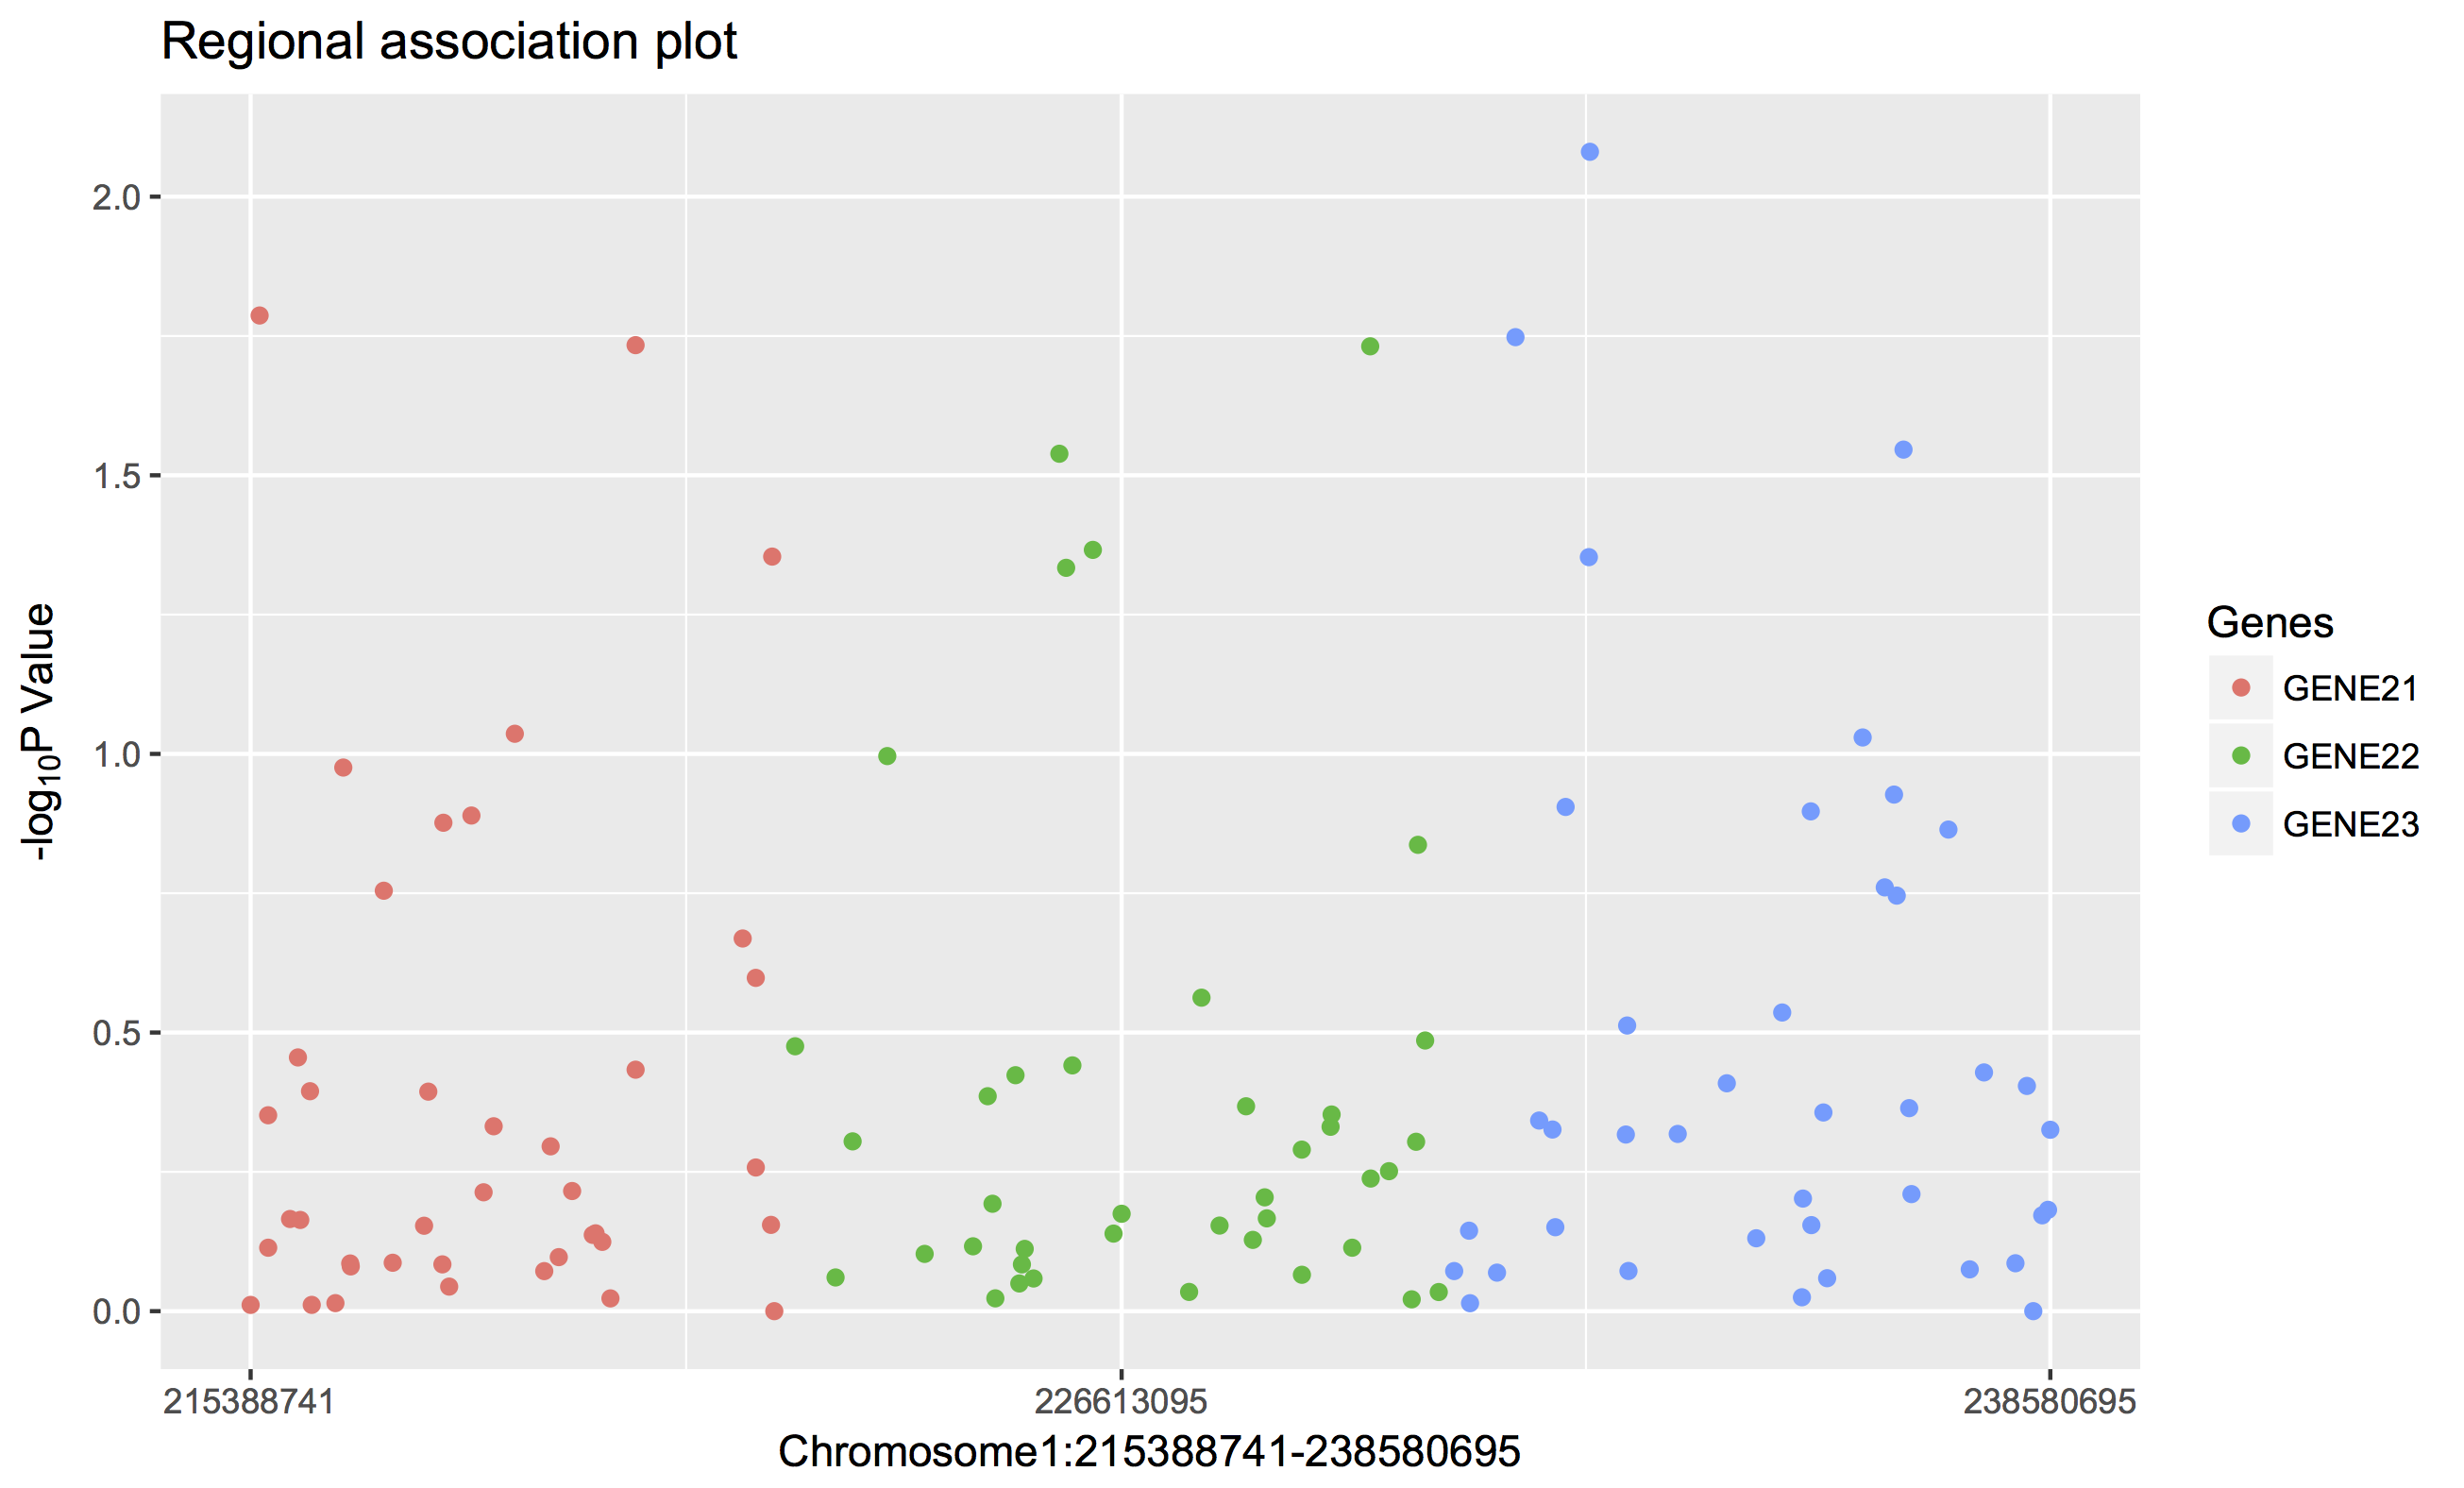 Regional association plot
2.0
1.5
1.0
0.5
0.0
-log10P Value
215388741 226613095 238580695
Chromosome1:215388741-238580695
Genes
GENE21
GENE22
GENE23